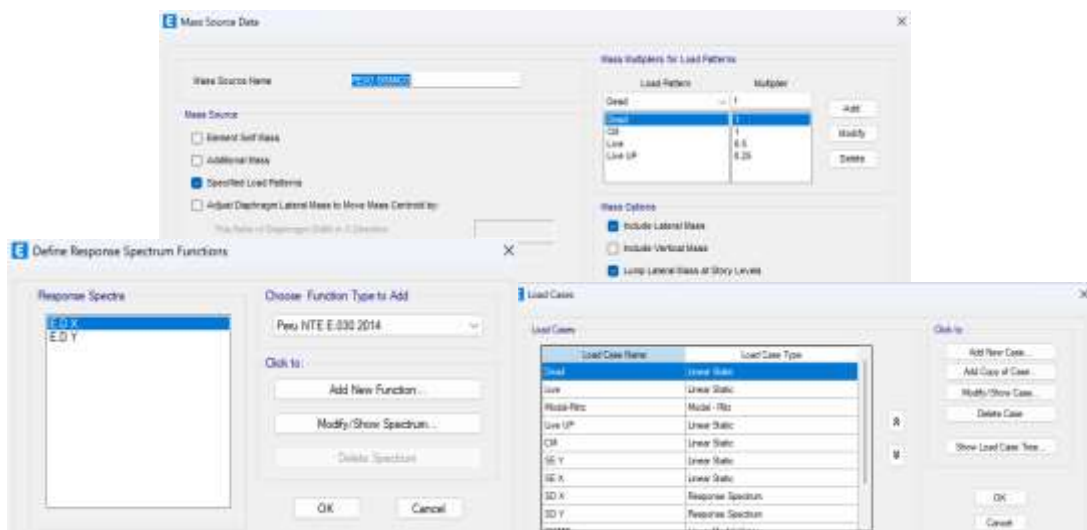 Mass Source Data
Mass Multipliers for Load Patterns
Mass Source Name
PESO SISMICO
Load Pattern Multiplier
Dead 1
Add
Mass Source
Dead 1
CM 1
Modify
Element Self Mass
Live 0.5
Live UP 0.25
Delete
Additional Mass
Specified Load Patterns
Adjust Diaphragm Lateral Mass to Move Mass Centroid by:
Mass Options
Include Lateral Mass
Include Vertical Mass
Lump Lateral Mass at Story Levels
Define Response Spectrum Functions
Response Spectra
E.D X
E.D Y
Choose Function Type to Add
Peru NTE E.030 2014
Click to:
Add New Function...
Modify/Show Spectrum...
Delete Spectrum
OK Cancel
Load Cases
Load Cases
Load Case Name Load Case Type
Dead Linear Static
Live Linear Static
Modal-Ritz Modal - Ritz
Live UP Linear Static
CM Linear Static
SE Y Linear Static
SE X Linear Static
SD X Response Spectrum
SD Y Response Spectrum
Click to:
Add New Case...
Add Copy of Case...
Modify/Show Case...
Delete Case
Show Load Case Tree...
OK
Cancel